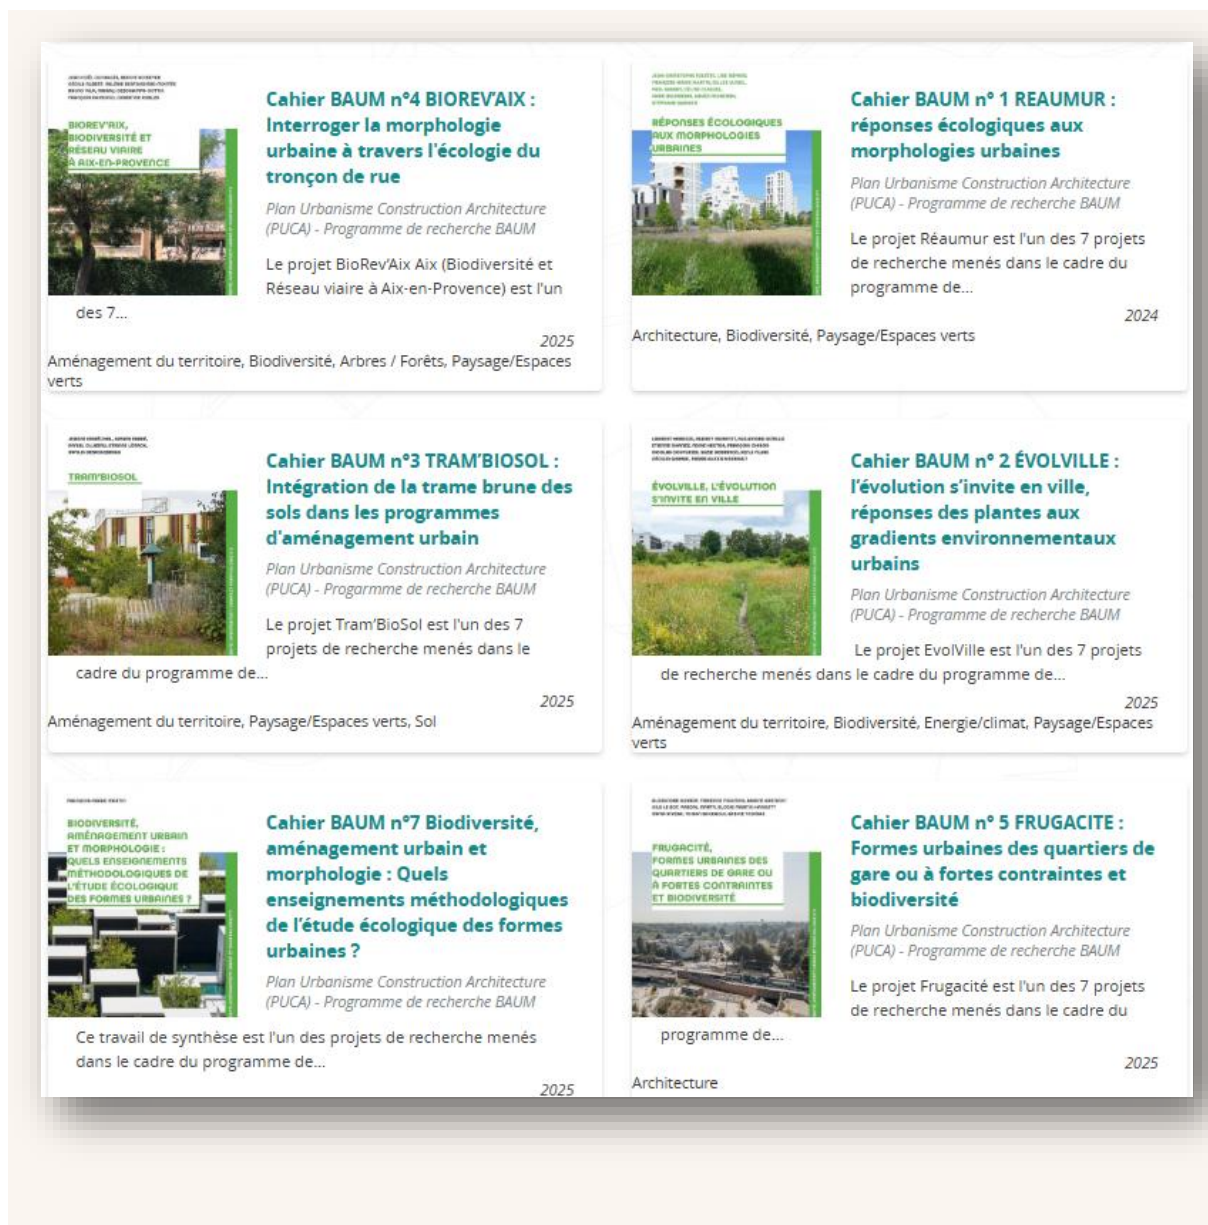 BIOREV'AIX,
BIODIVERSITÉ ET
RÉSEAU VIAIRE
À AIX-EN-PROVENCE
Cahier BAUM n°4 BIOREV'AIX :
Interroger la morphologie
urbaine à travers l'écologie du
tronçon de rue
Plan Urbanisme Construction Architecture
(PUCA) - Programme de recherche BAUM
Le projet BioRev'Aix Aix (Biodiversité et
Réseau viaire à Aix-en-Provence) est l'un
des 7...
2025
Aménagement du territoire, Biodiversité, Arbres / Forêts, Paysage/Espaces
verts
RÉPONSES ÉCOLOGIQUES
AUX MORPHOLOGIES
URBAINES
Cahier BAUM n° 1 REAUMUR :
réponses écologiques aux
morphologies urbaines
Plan Urbanisme Construction Architecture
(PUCA) - Programme de recherche BAUM
Le projet Réaumur est l'un des 7 projets
de recherche menés dans le cadre du
programme de...
2024
Architecture, Biodiversité, Paysage/Espaces verts
TRAM'BIOSOL
Cahier BAUM n°3 TRAM'BIOSOL :
Intégration de la trame brune des
sols dans les programmes
d'aménagement urbain
Plan Urbanisme Construction Architecture
(PUCA) - Progarmme de recherche BAUM
Le projet Tram'BioSol est l'un des 7
projets de recherche menés dans le
cadre du programme de...
2025
Aménagement du territoire, Paysage/Espaces verts, Sol
ÉVOLVILLE, L'ÉVOLUTION
S'INVITE EN VILLE
Cahier BAUM n° 2 ÉVOLVILLE :
l'évolution s'invite en ville,
réponses des plantes aux
gradients environnementaux
urbains
Plan Urbanisme Construction Architecture
(PUCA) - Programme de recherche BAUM
Le projet EvolVille est l'un des 7 projets
de recherche menés dans le cadre du programme de...
2025
Aménagement du territoire, Biodiversité, Energie/climat, Paysage/Espaces
verts
BIODIVERSITÉ,
AMÉNAGEMENT URBAIN
ET MORPHOLOGIE :
QUELS ENSEIGNEMENTS
MÉTHODOLOGIQUES DE
L'ÉTUDE ÉCOLOGIQUE
DES FORMES URBAINES ?
Cahier BAUM n°7 Biodiversité,
aménagement urbain et
morphologie : Quels
enseignements méthodologiques
de l'étude écologique des formes
urbaines ?
Plan Urbanisme Construction Architecture
(PUCA) - Programme de recherche BAUM
Ce travail de synthèse est l'un des projets de recherche menés
dans le cadre du programme de...
2025
FRUGACITÉ,
FORMES URBAINES DES
QUARTIERS DE GARE OU
À FORTES CONTRAINTES
ET BIODIVERSITÉ
Cahier BAUM n° 5 FRUGACITE :
Formes urbaines des quartiers de
gare ou à fortes contraintes et
biodiversité
Plan Urbanisme Construction Architecture
(PUCA) - Programme de recherche BAUM
Le projet Frugacité est l'un des 7 projets
de recherche menés dans le cadre du
programme de...
2025
Architecture